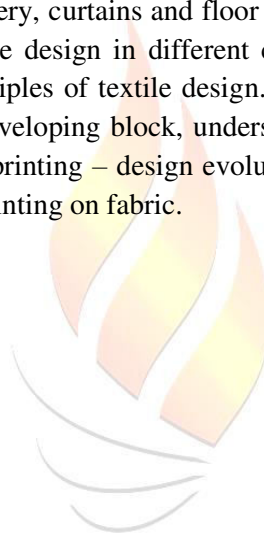 ery, curtains and floor
e design in different
iples of textile design.
veloping block, unders
printing – design evolu
inting on fabric.